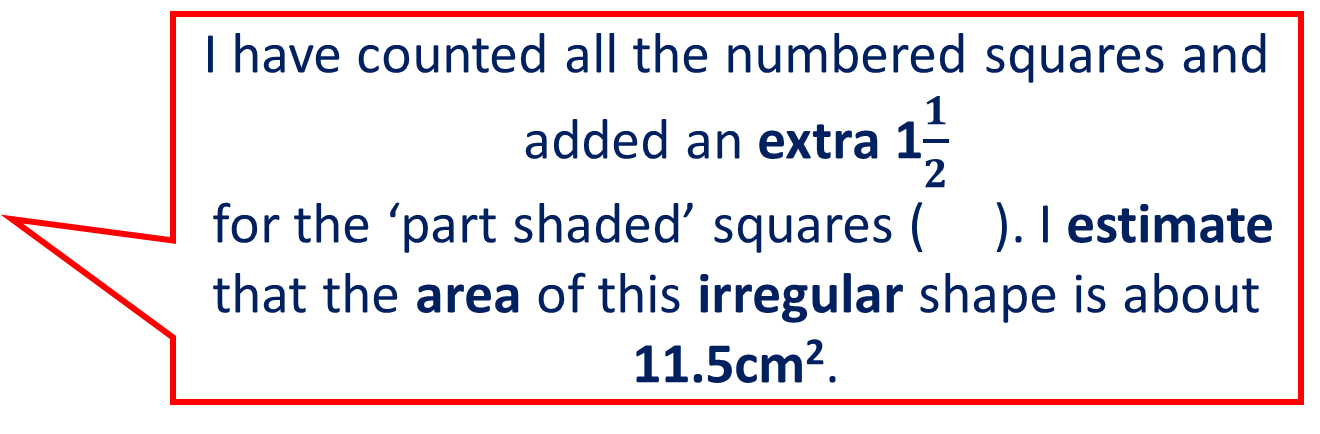 I have counted all the numbered squares and
added an extra 1½
for the ‘part shaded’ squares ( ). I estimate
that the area of this irregular shape is about
11.5cm².